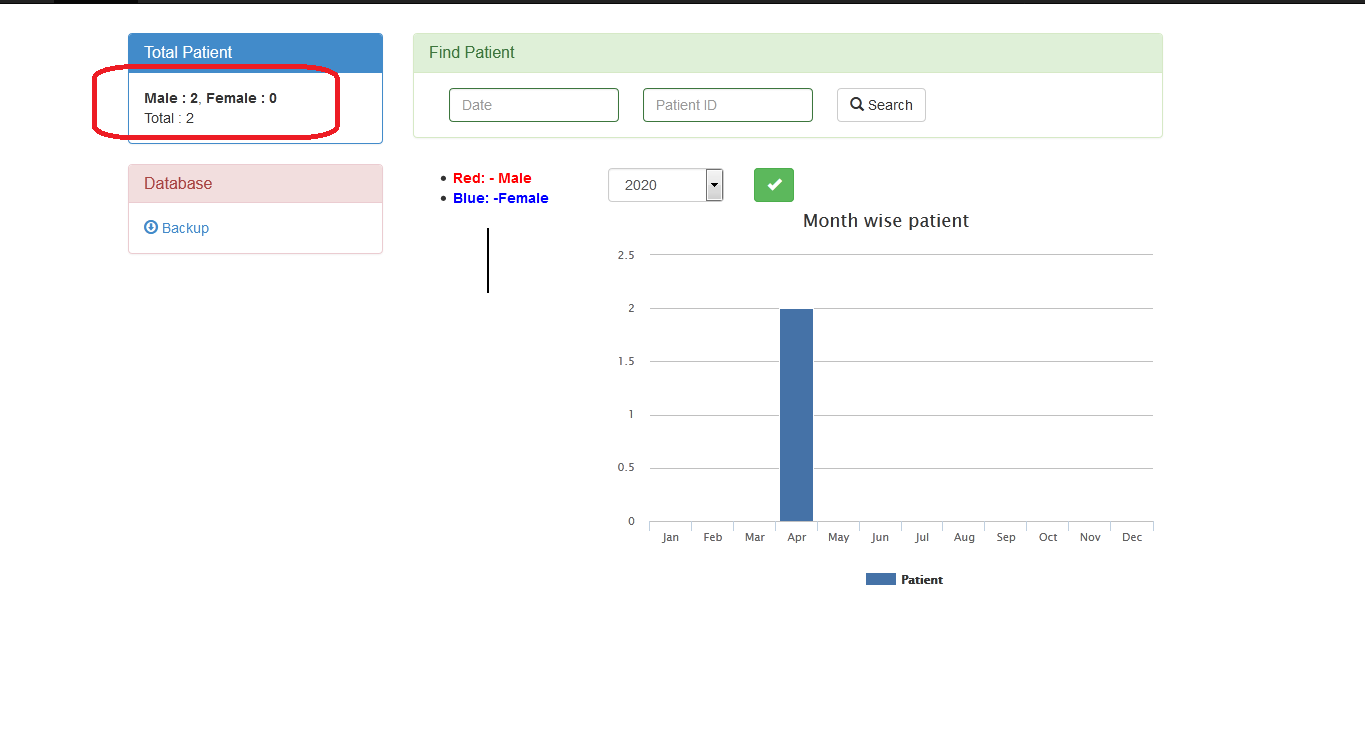 Total Patient
Male : 2, Female : 0
Total : 2
Find Patient
Date
Patient ID
Search
Database
Backup
Red: - Male
Blue: -Female
2020
Month wise patient
2.5
2
1.5
1
0.5
0
Jan Feb Mar Apr May Jun Jul Aug Sep Oct Nov Dec
Patient